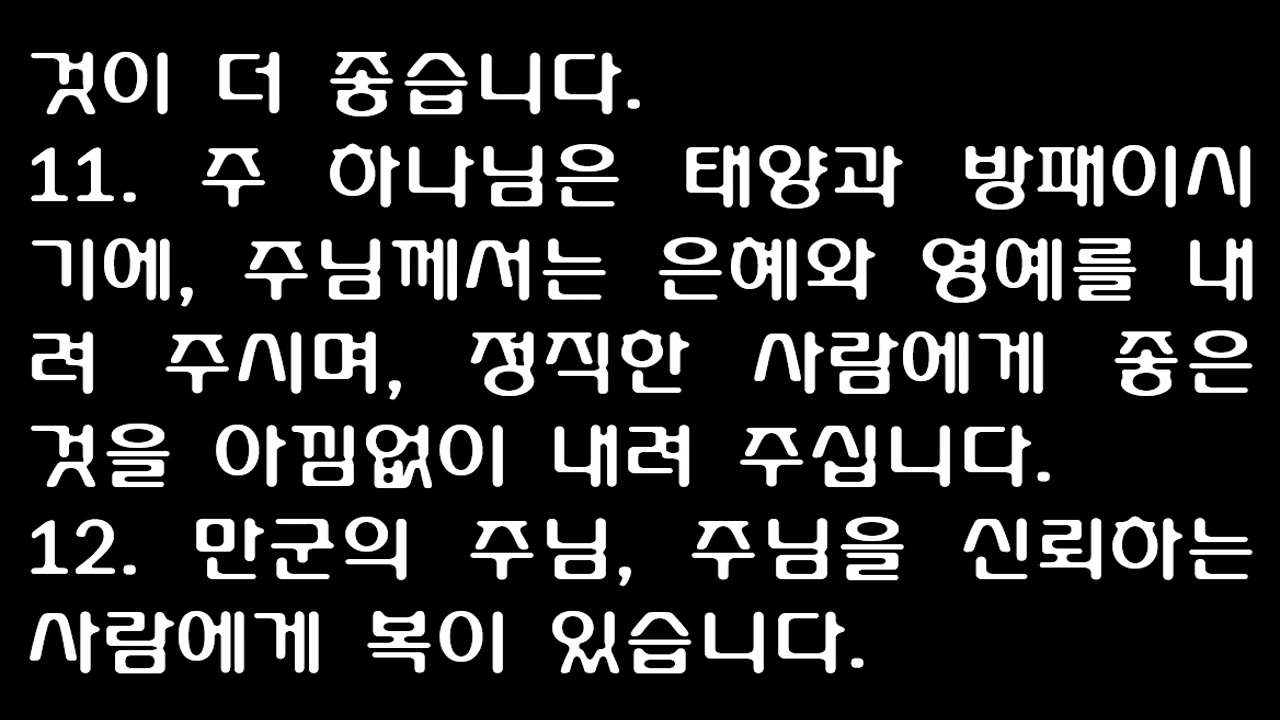 것이 더 좋습니다.
11. 주 하나님은 태양과 방패이시
기에, 주님께서는 은혜와 영예를 내
려 주시며, 정직한 사람에게 좋은
것을 아낌없이 내려 주십니다.
12. 만군의 주님, 주님을 신뢰하는
사람에게 복이 있습니다.